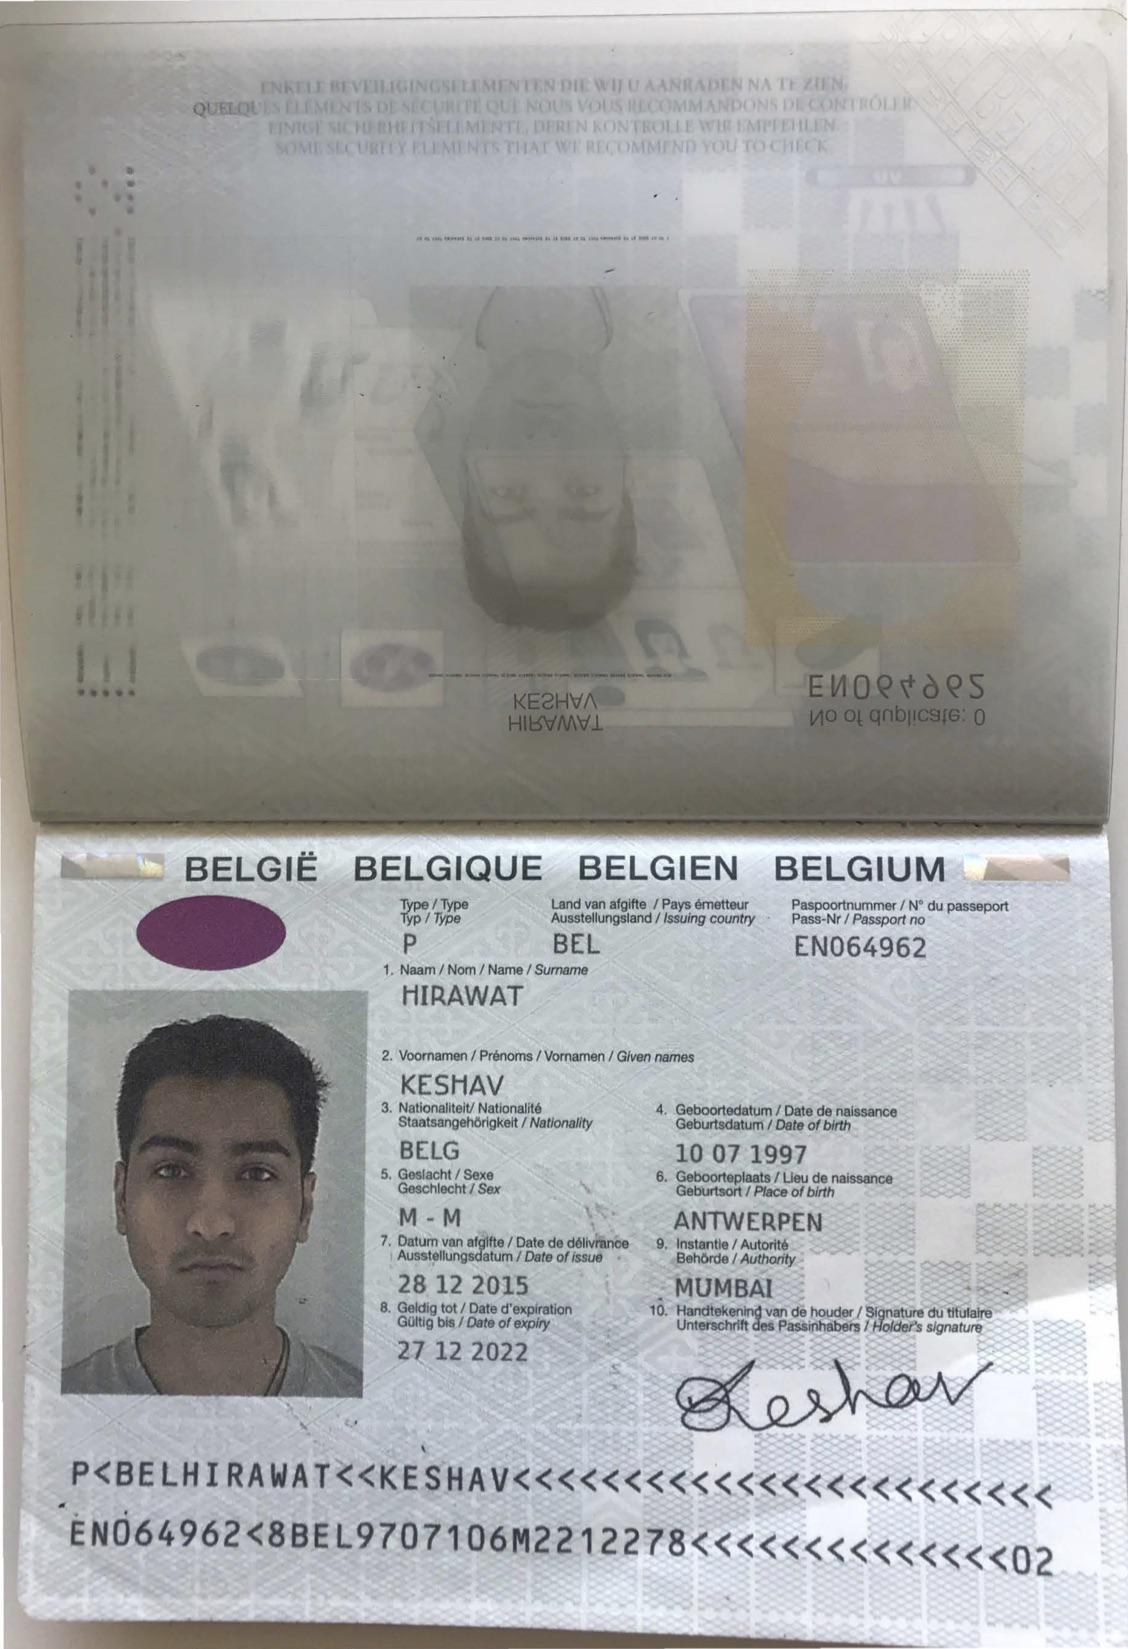 ENKELE BEVEILIGINGSELEMENTEN DIE WIJ U AANRADEN NA TE ZIEN.
QUELQUES ÉLÉMENTS DE SÉCURITÉ QUE NOUS VOUS RECOMMANDONS DE CONTRÔLER.
EINIGE SICHERHEITSELEMENTE, DEREN KONTROLLE WIR EMPFEHLEN.
SOME SECURITY ELEMENTS THAT WE RECOMMEND YOU TO CHECK.
EN064962
KESHAV
HIRAWAT
No of duplicate: 0
BELGIË BELGIQUE BELGIEN BELGIUM
Type / Type
Typ / Type
Land van afgifte / Pays émetteur
Ausstellungsland / Issuing country
Paspoortnummer / N° du passeport
Pass-Nr / Passport no
P BEL EN064962
1. Naam / Nom / Name / Surname
HIRAWAT
2. Voornamen / Prénoms / Vornamen / Given names
KESHAV
3. Nationaliteit/ Nationalité
Staatsangehörigkeit / Nationality
4. Geboortedatum / Date de naissance
Geburtsdatum / Date of birth
BELG 10 07 1997
5. Geslacht / Sexe
Geschlecht / Sex
6. Geboorteplaats / Lieu de naissance
Geburtsort / Place of birth
M - M ANTWERPEN
7. Datum van afgifte / Date de délivrance
Ausstellungsdatum / Date of issue
9. Instantie / Autorité
Behörde / Authority
28 12 2015 MUMBAI
8. Geldig tot / Date d'expiration
Gültig bis / Date of expiry
10. Handtekening van de houder / Signature du titulaire
Unterschrift des Passinhabers / Holder's signature
27 12 2022
Keshav
P<BELHIRAWAT<<KESHAV<<<<<<<<<<<<<<<<<<<<<<<<
EN064962<8BEL9707106M2212278<<<<<<<<<<<<<<02